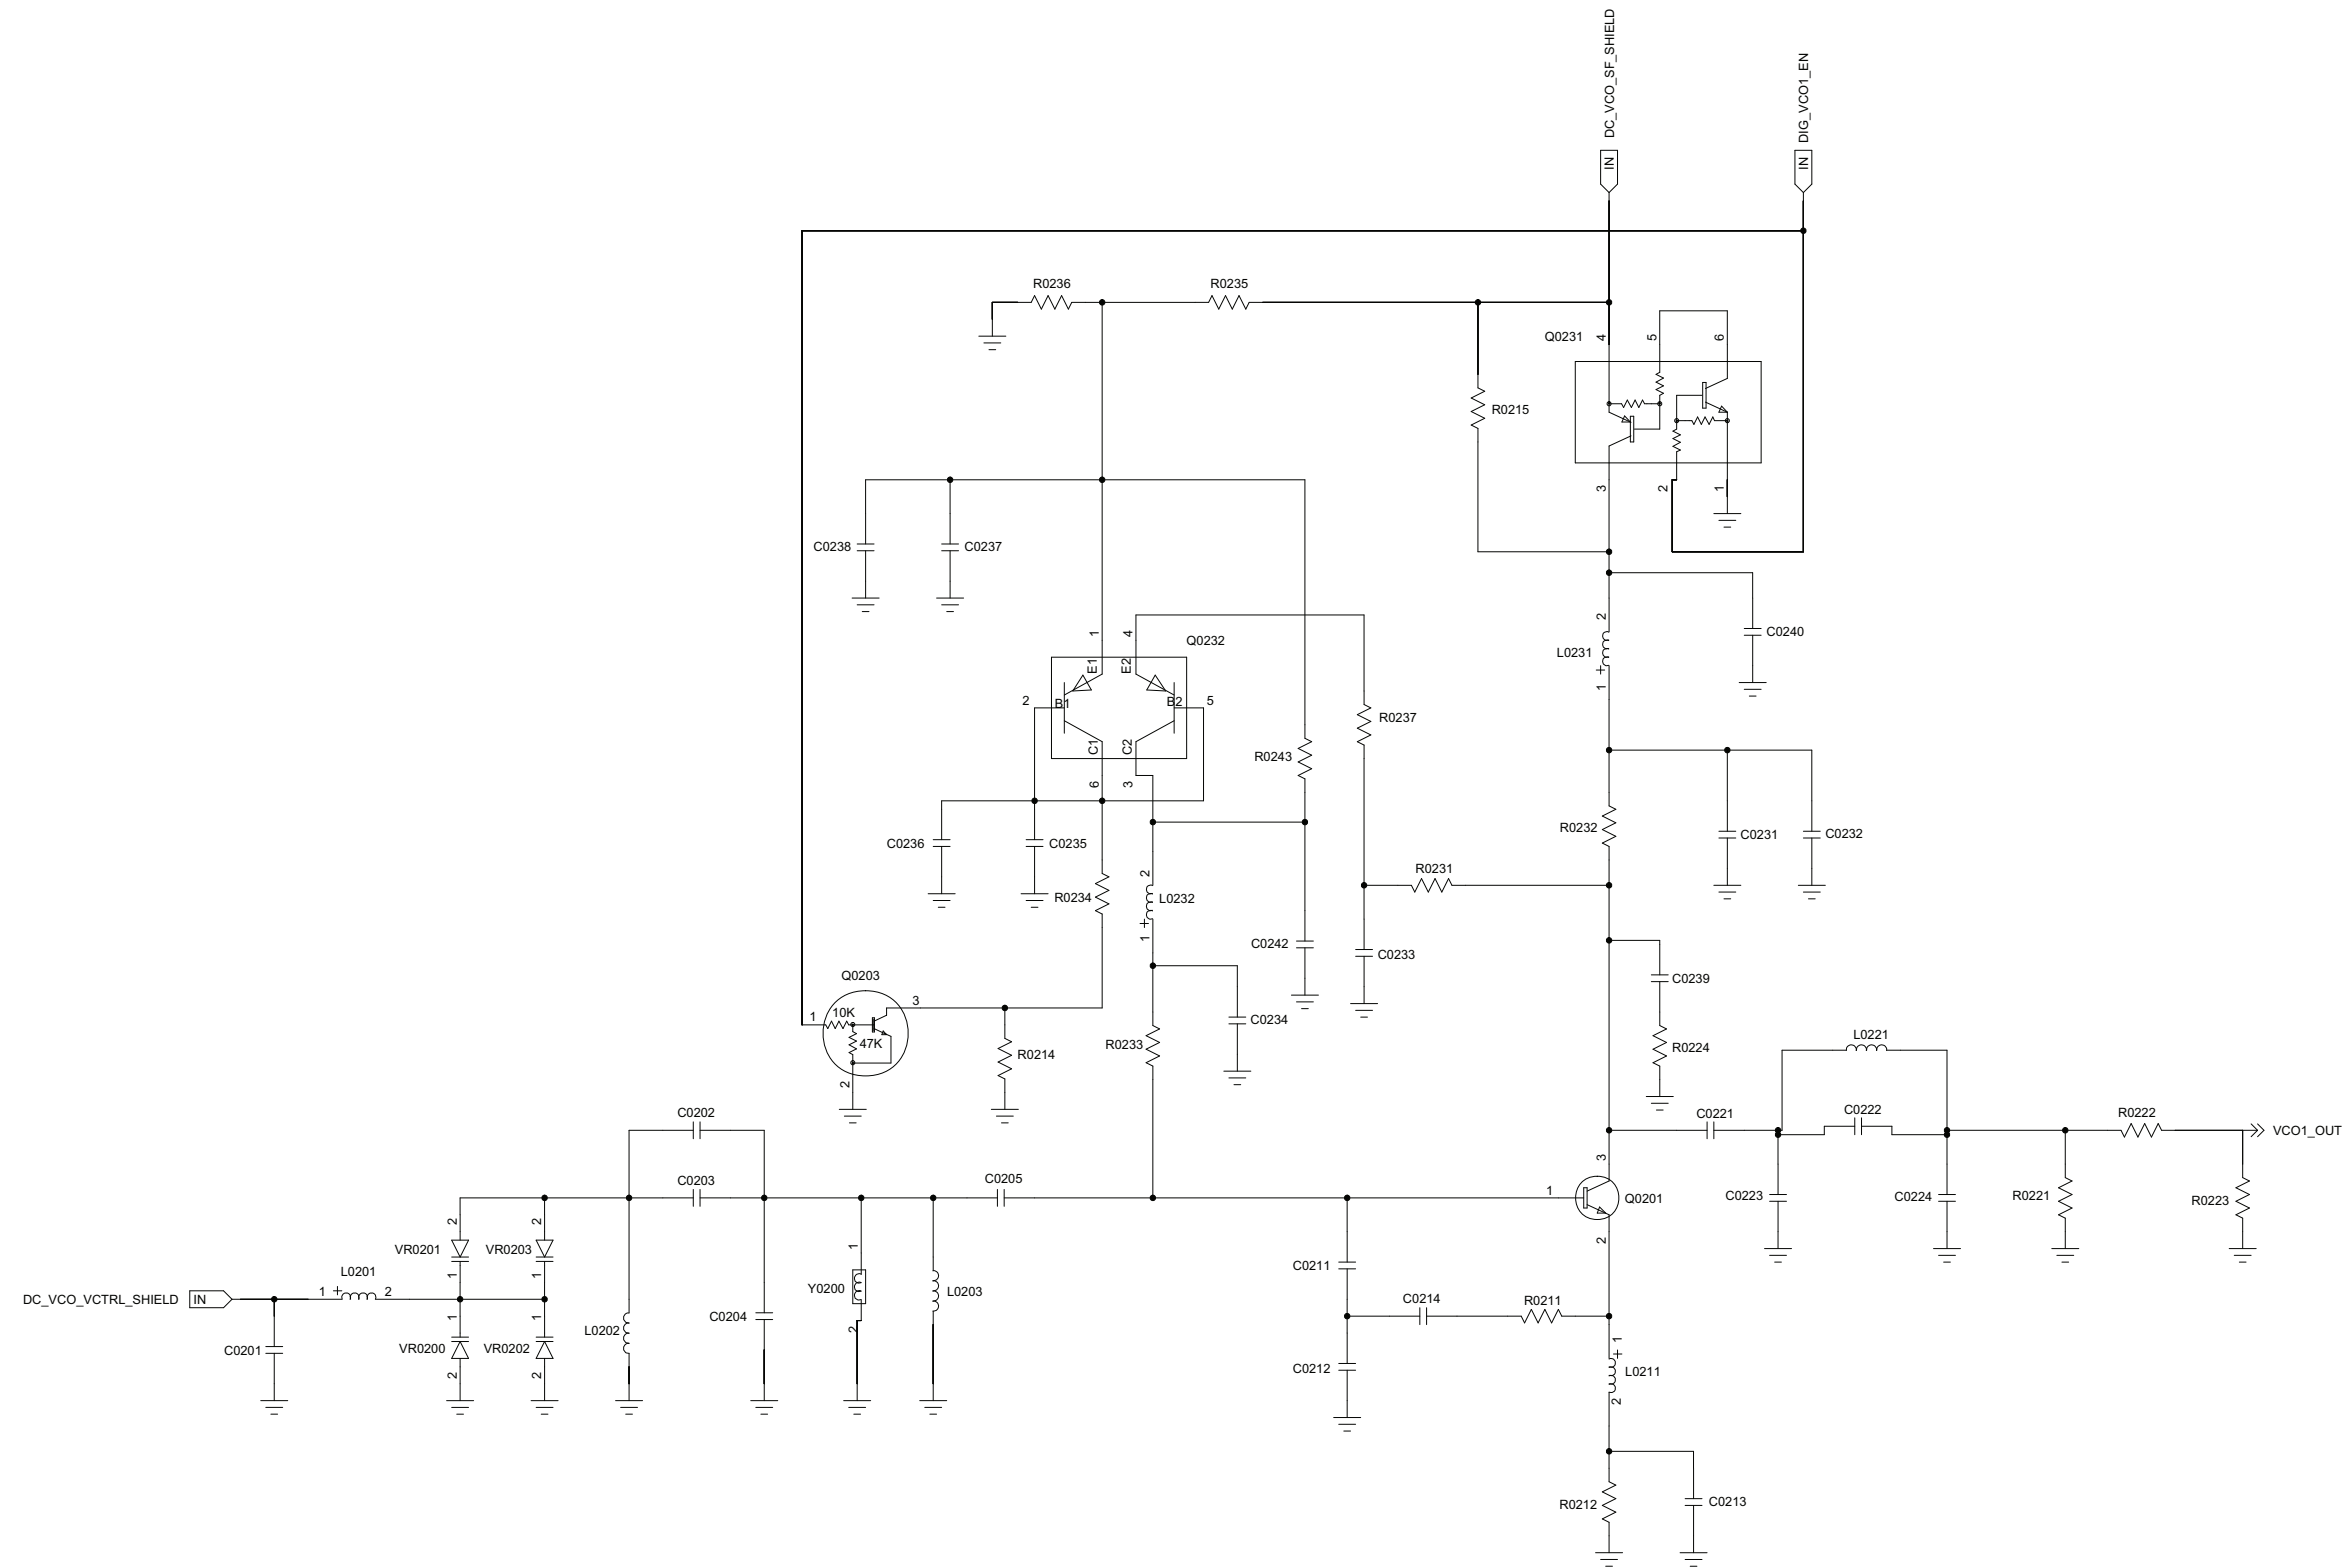 DC_VCO_SF_SHIELD
DIG_VCO1_EN
IN
IN
R0236
R0235
Q0231
4
5
6
R0215
3
2
1
C0238
C0237
1
4
Q0232
E1
E2
2
B1
B2
5
C1
C2
6
3
2
L0231
+
1
C0240
R0237
R0243
R0232
C0231
C0232
C0236
C0235
R0234
2
L0232
+
1
R0231
C0242
C0233
C0239
Q0203
3
1
10K
47K
2
R0214
R0233
C0234
R0224
L0221
C0202
C0221
C0222
R0222
VCO1_OUT
C0203
C0205
3
1
Q0201
2
C0223
C0224
R0221
R0223
2
2
VR0201
VR0203
1
1
DC_VCO_VCTRL_SHIELD
IN
1
+
L0201
2
C0201
1
1
VR0200
VR0202
2
2
L0202
C0204
1
Y0200
2
L0203
C0211
C0214
R0211
C0212
1
+
L0211
2
R0212
C0213